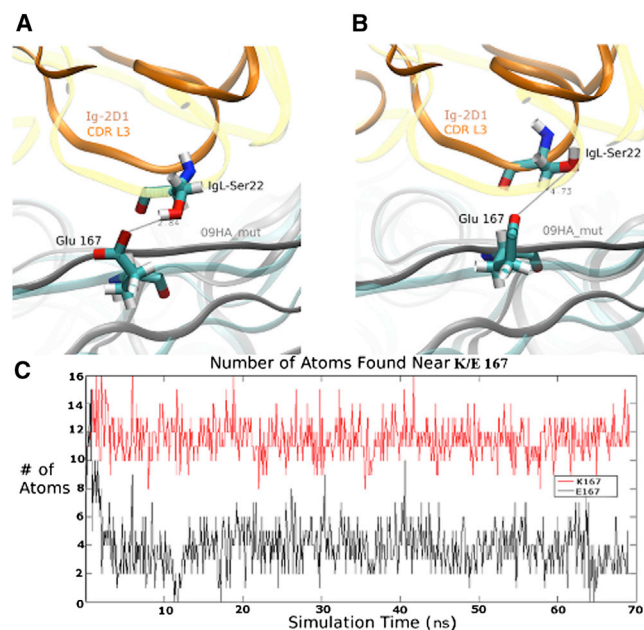 A
B
Ig-2D1
CDR L3
IgL-Ser22
2.84
Glu 167
09HA_mut
Ig-2D1
CDR L3
IgL-Ser22
4.73
Glu 167
09HA_mut
C
Number of Atoms Found Near K/E 167
# of
Atoms
16
14
12
10
8
6
4
2
0
K167
E167
10
20
30
40
50
60
70
Simulation Time (ns)